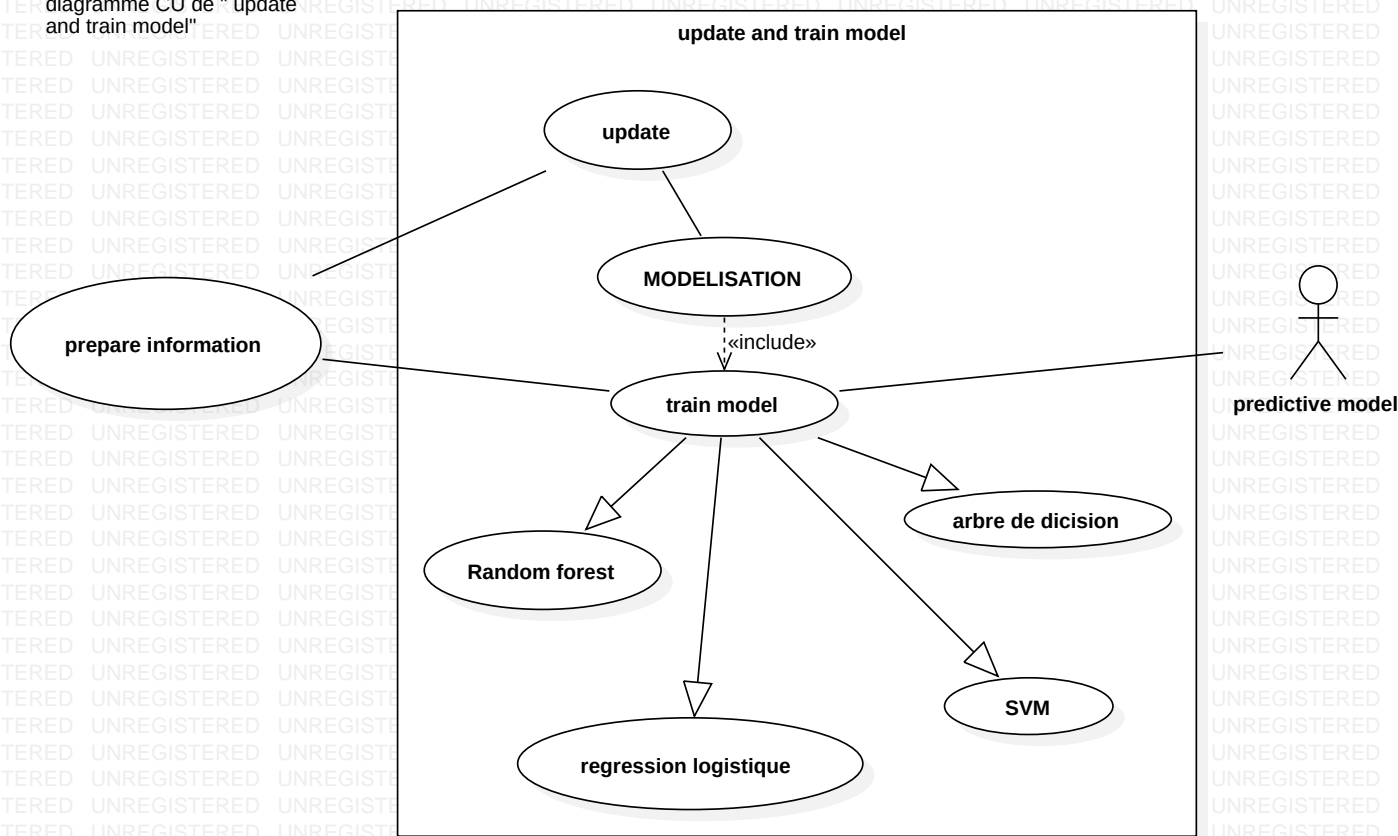 diagramme CU de " update
and train model"
update and train model
update
MODELISATION
prepare information
«include»
train model
predictive model
arbre de dicision
Random forest
SVM
regression logistique
UNREGISTERED